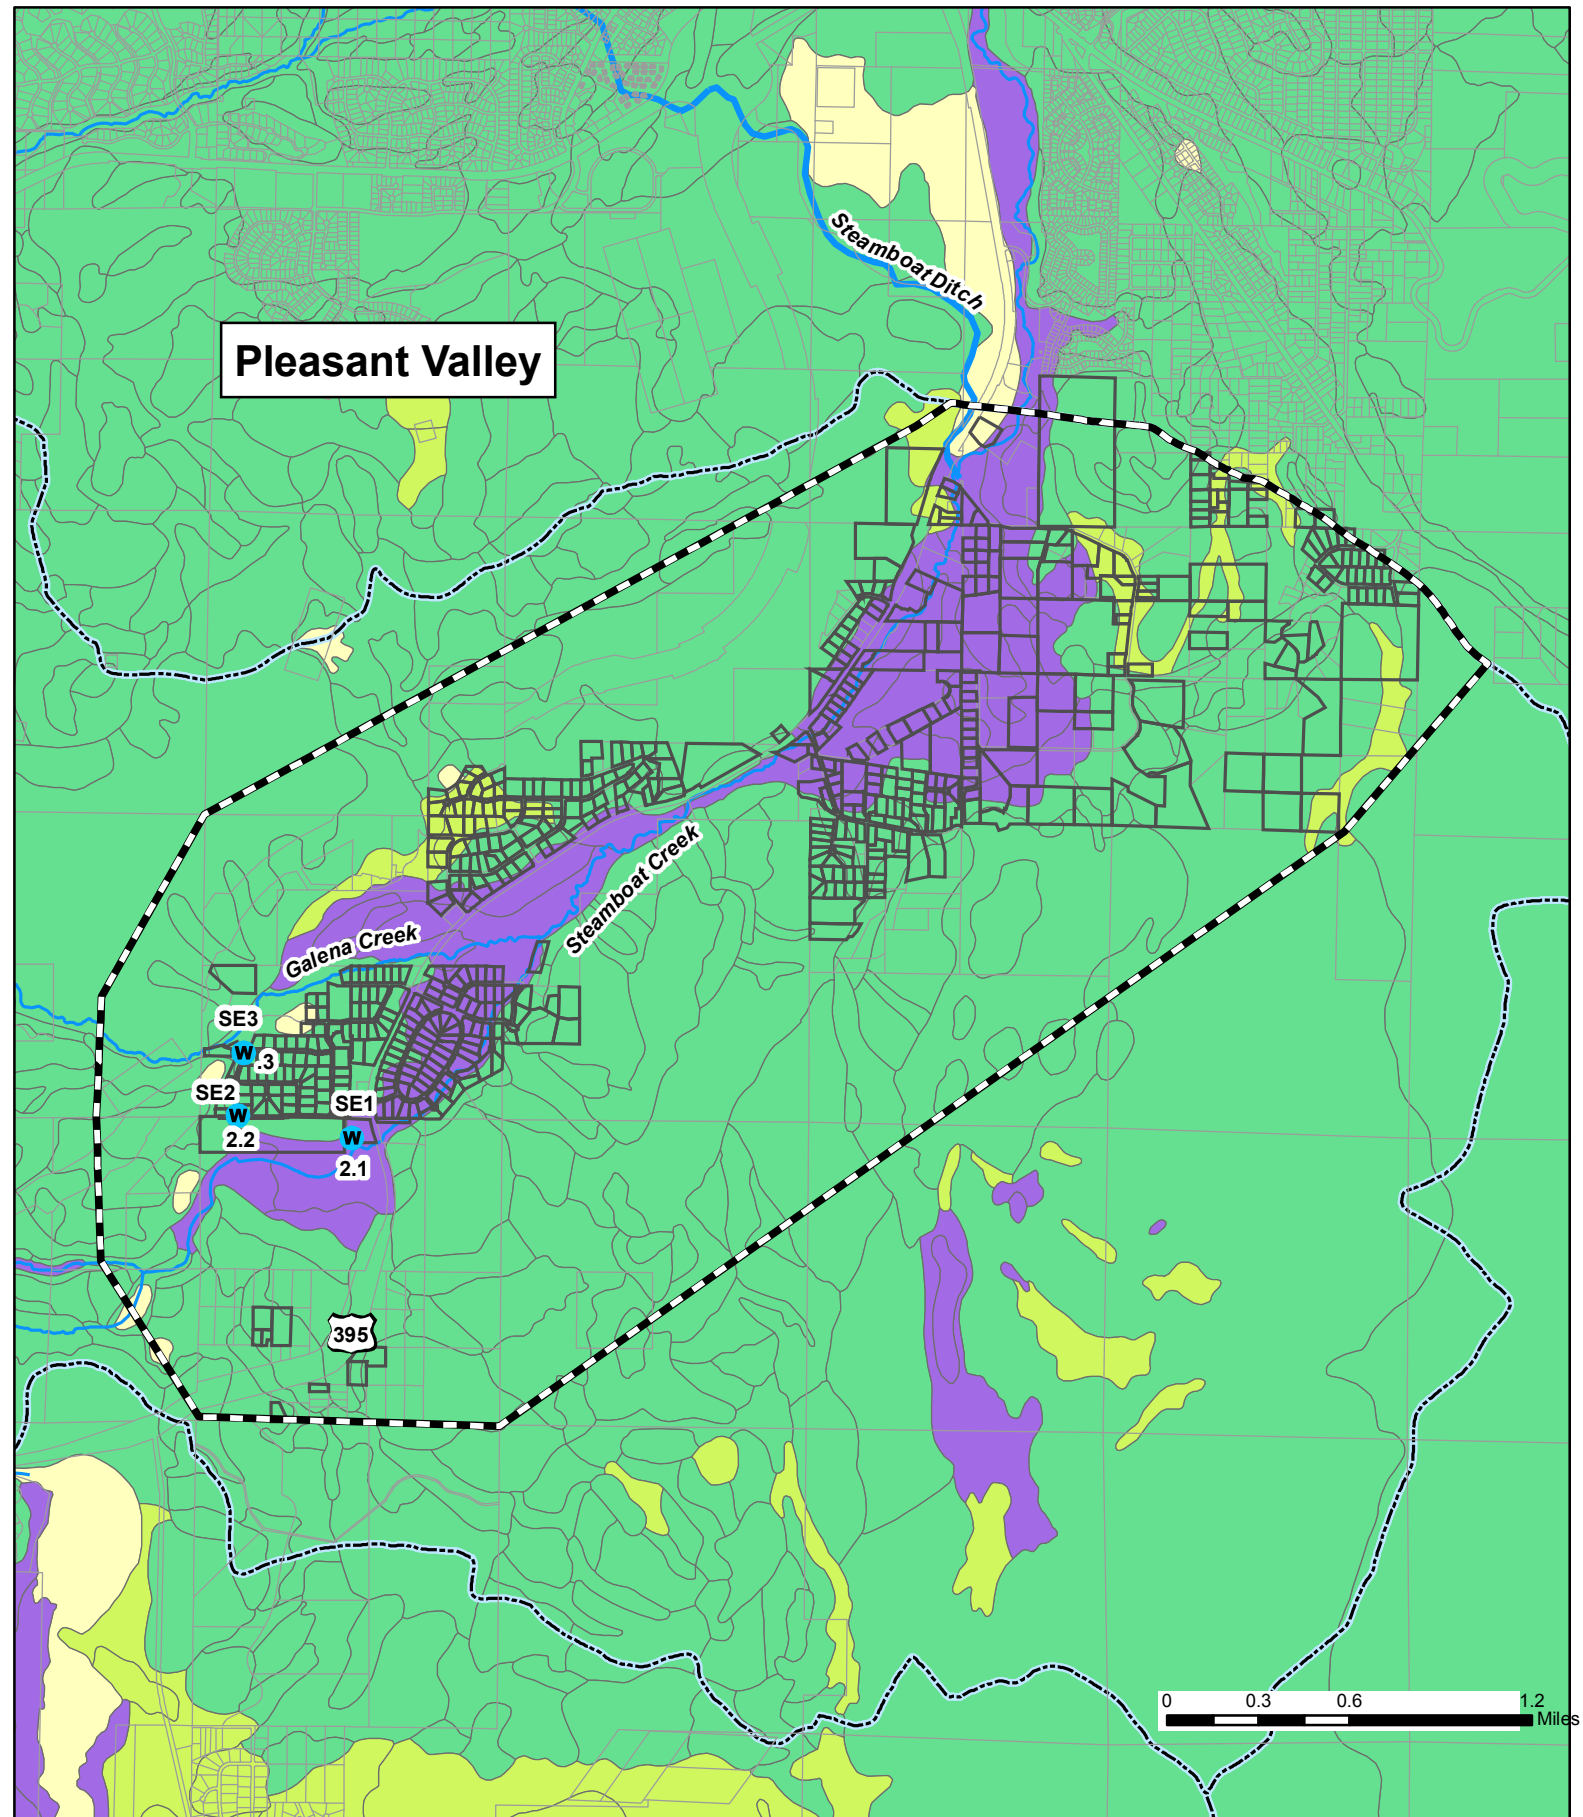 Steamboat Ditch
Pleasant Valley
Steamboat Creek
Galena Creek
SE3
W
.3
SE2
SE1
W
W
2.2
2.1
395
0 0.3 0.6 1.2
Miles